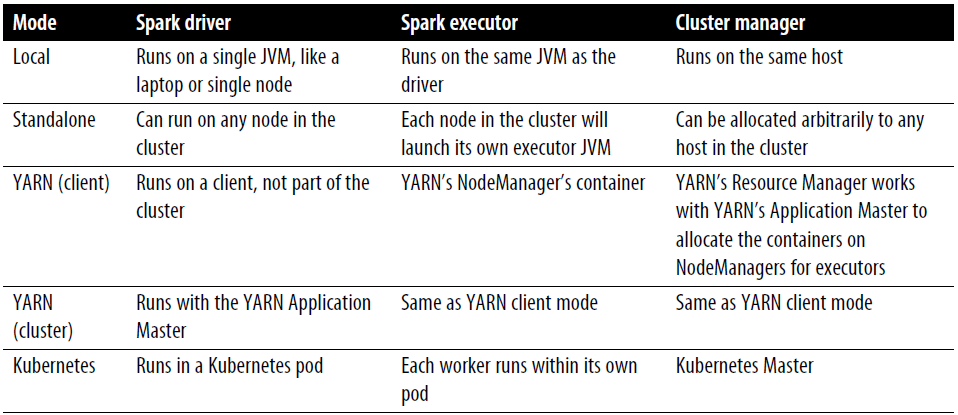 Mode Spark driver Spark executor Cluster manager
Local Runs on a single JVM, like a Runs on the same JVM as the Runs on the same host
laptop or single node driver
Standalone Can run on any node in the Each node in the cluster will Can be allocated arbitrarily to any
cluster launch its own executor JVM host in the cluster
YARN (client) Runs on a client, not part of the YARN’s NodeManager’s container YARN’s Resource Manager works
cluster with YARN’s Application Master to
allocate the containers on
NodeManagers for executors
YARN Runs with the YARN Application Same as YARN client mode Same as YARN client mode
(cluster) Master
Kubernetes Runs in a Kubernetes pod Each worker runs within its own Kubernetes Master
pod